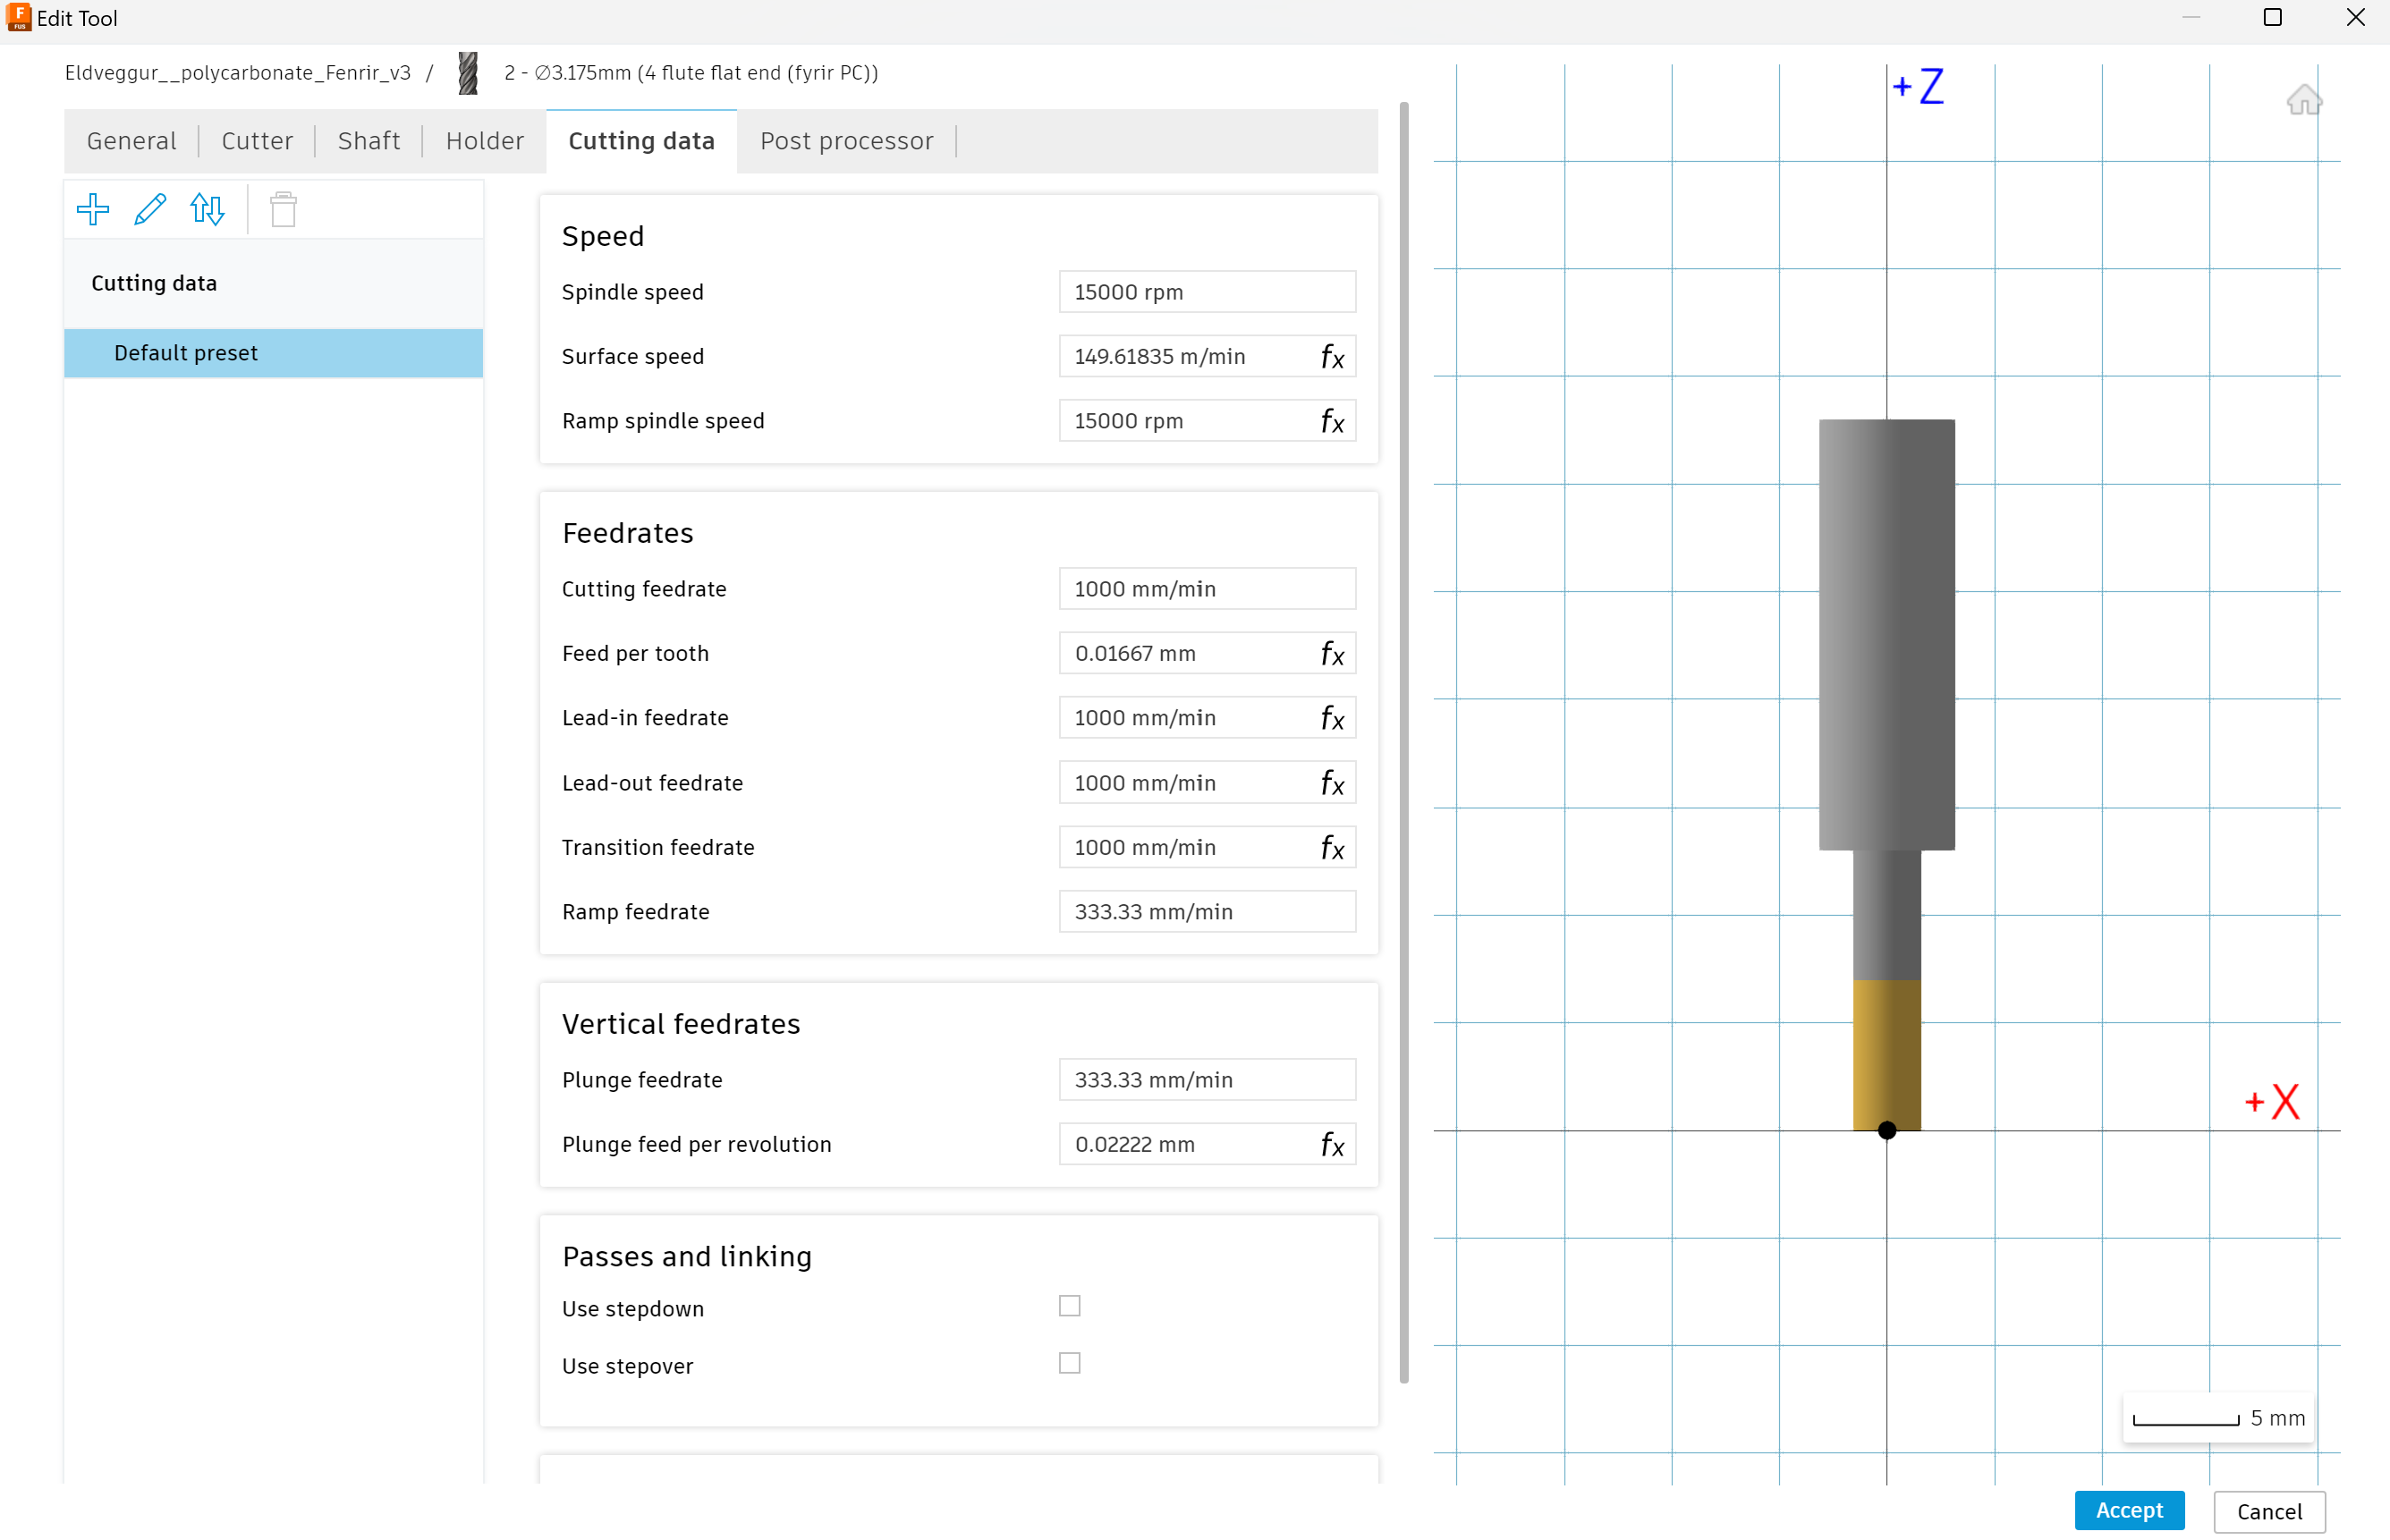 Edit Tool
Eldveggur__polycarbonate_Fenrir_v3 / 2 - Ø3.175mm (4 flute flat end (fyrir PC))
General Cutter Shaft Holder Cutting data Post processor
Cutting data
Default preset
Speed
Spindle speed 15000 rpm
Surface speed 149.61835 m/min fx
Ramp spindle speed 15000 rpm fx
Feedrates
Cutting feedrate 1000 mm/min
Feed per tooth 0.01667 mm fx
Lead-in feedrate 1000 mm/min fx
Lead-out feedrate 1000 mm/min fx
Transition feedrate 1000 mm/min fx
Ramp feedrate 333.33 mm/min
Vertical feedrates
Plunge feedrate 333.33 mm/min
Plunge feed per revolution 0.02222 mm fx
Passes and linking
Use stepdown
Use stepover
+Z
+X
5 mm
Accept Cancel